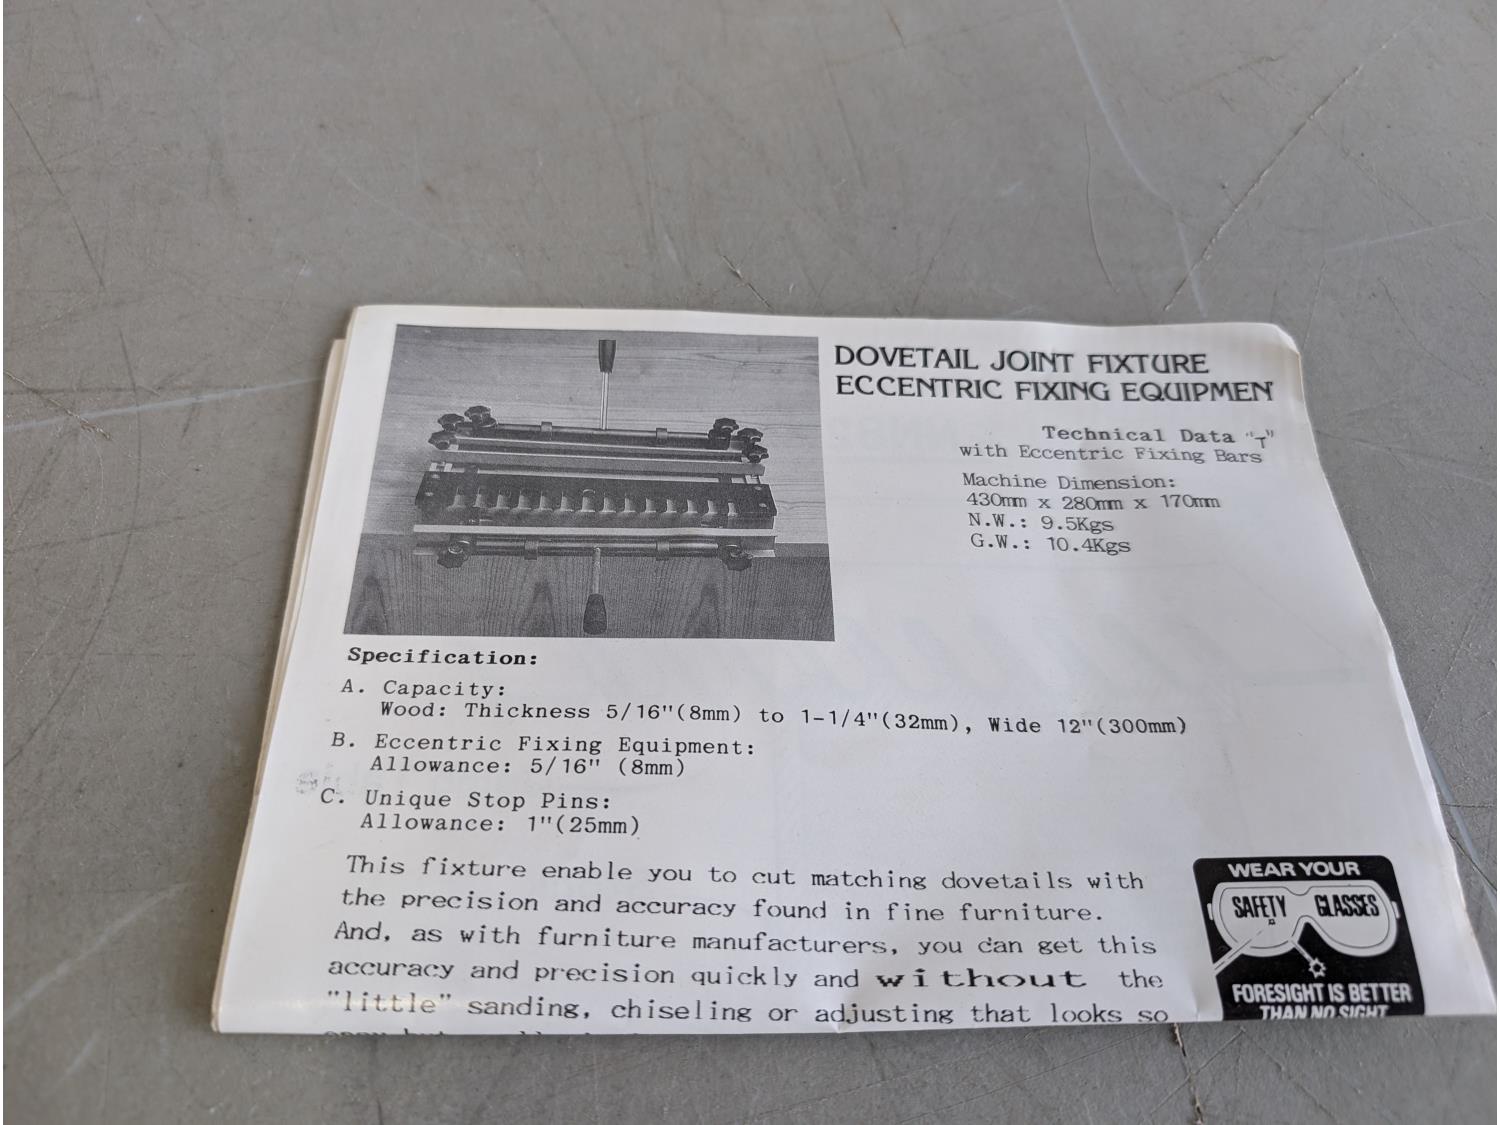 DOVETAIL JOINT FIXTURE
ECCENTRIC FIXING EQUIPMEN
Technical Data "T"
with Eccentric Fixing Bars
Machine Dimension:
430mm x 280mm x 170mm
N.W.: 9.5Kgs
G.W.: 10.4Kgs
Specification:
A. Capacity:
Wood: Thickness 5/16"(8mm) to 1-1/4"(32mm), Wide 12"(300mm)
B. Eccentric Fixing Equipment:
Allowance: 5/16" (8mm)
C. Unique Stop Pins:
Allowance: 1"(25mm)
This fixture enable you to cut matching dovetails with
the precision and accuracy found in fine furniture.
And, as with furniture manufacturers, you can get this
accuracy and precision quickly and without the
"little" sanding, chiseling or adjusting that looks so
WEAR YOUR
SAFETY GLASSES
FORESIGHT IS BETTER
THAN NO SIGHT